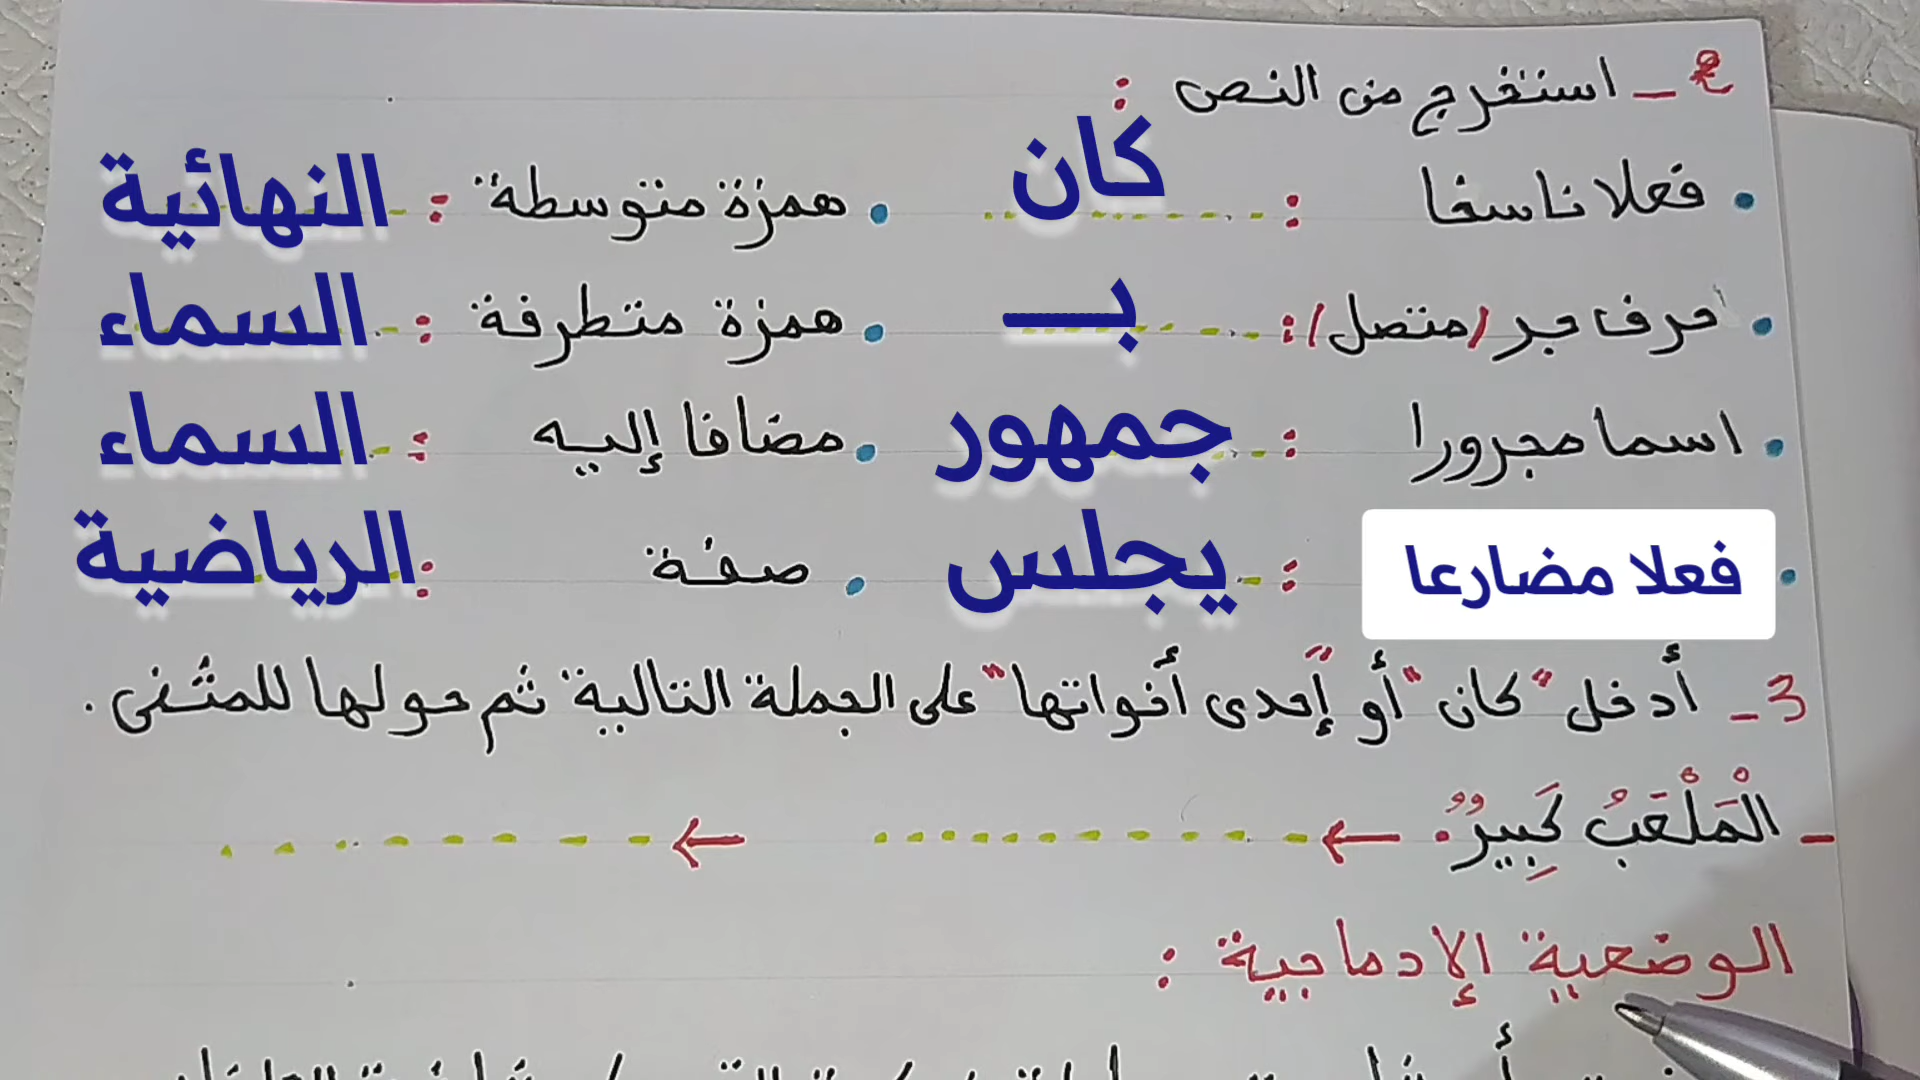 2 - استخرج من النص :
• فعلا ناسخا : كان • همزة متوسطة : النهائية
• حرف جر /متصل/: بـ • همزة متطرفة : السماء
• اسما مجرورا : جمهور • مضافا إليه : السماء
• فعلا مضارعا : يجلس • صفة : الرياضية
3 - أدخل "كان" أو إحدى أخواتها" على الجملة التالية ثم حولها للمثنى .
- الْمَلْعَبُ كَبِيرٌ . ← ........ ← ........
الوضعية الإدماجية :